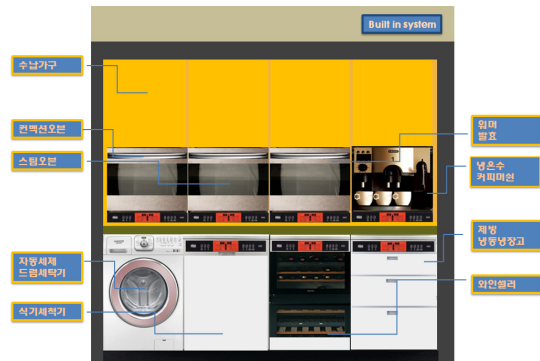 Built in system
수납가구
컨벡션오븐
스팀오븐
워머
발효
냉온수
커피머쉰
제빙
냉동냉장고
자동세제
드럼세탁기
와인셀러
식기세척기